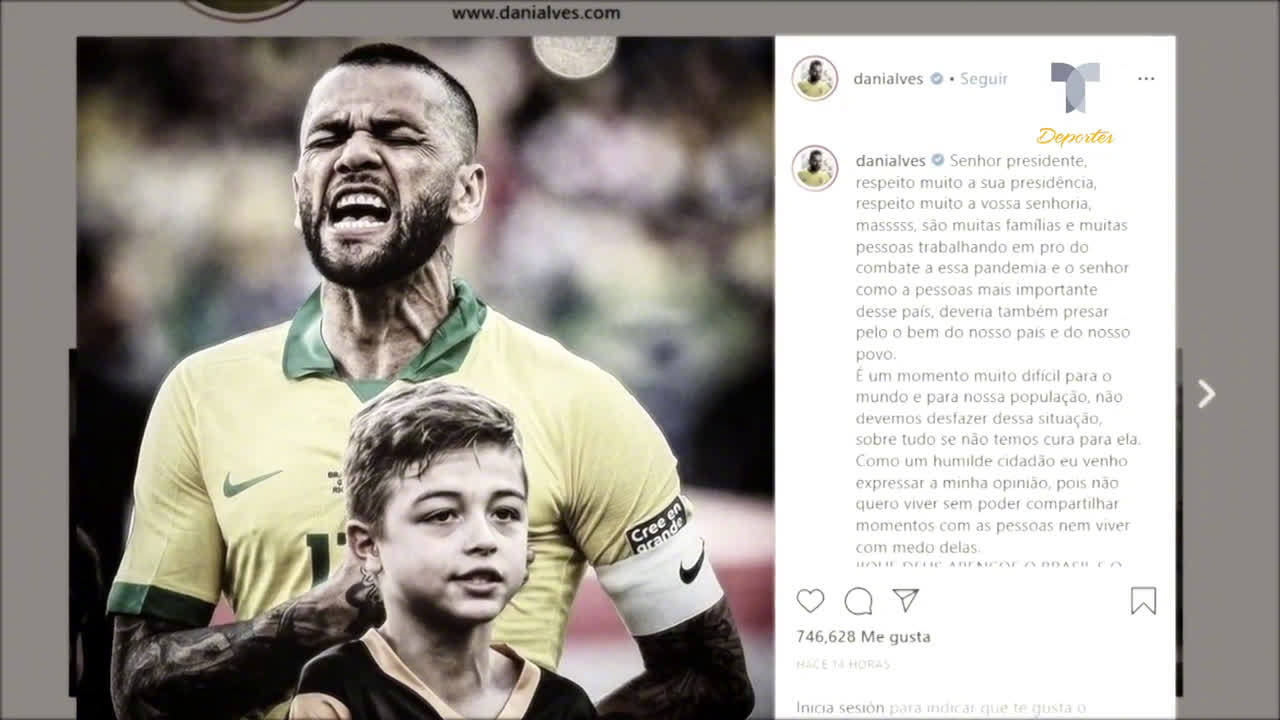 www.danialves.com
danialves • Seguir
Deportes
danialves Senhor presidente,
respeito muito a sua presidência,
respeito muito a vossa senhoria,
masssss, são muitas famílias e muitas
pessoas trabalhando em pro do
combate a essa pandemia e o senhor
como a pessoas mais importante
desse país, deveria também presar
pelo o bem do nosso pais e do nosso
povo.
É um momento muito difícil para o
mundo e para nossa população, não
devemos desfazer dessa situação,
sobre tudo se não temos cura para ela.
Como um humilde cidadão eu venho
expressar a minha opinião, pois não
quero viver sem poder compartilhar
momentos com as pessoas nem viver
com medo delas.
746,628 Me gusta
HACE 14 HORAS
Inicia sesión para indicar que te gusta o
Cree en
grande